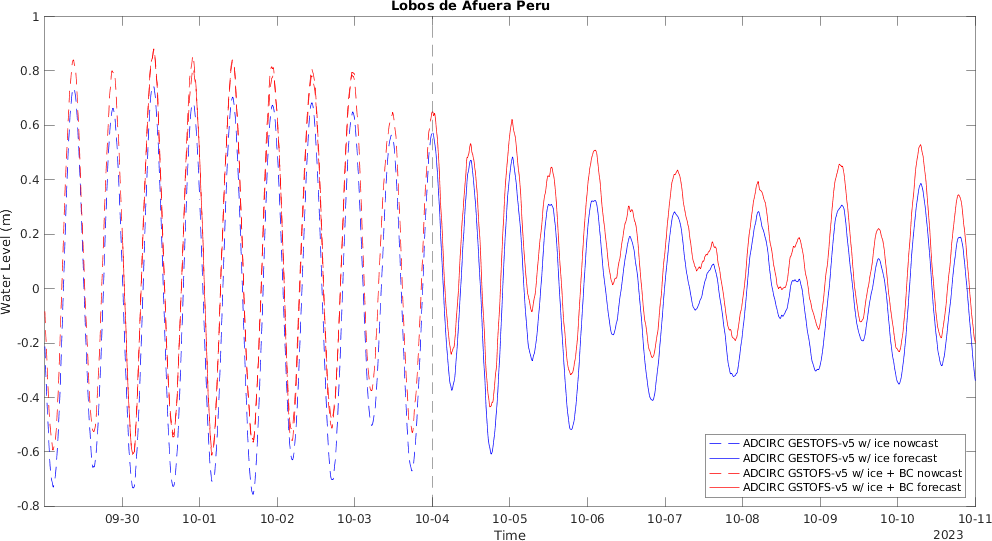 Lobos de Afuera Peru
1
0.8
0.6
0.4
0.2
0
-0.2
-0.4
-0.6
-0.8
Water Level (m)
ADCIRC GESTOFS-v5 w/ ice nowcast
ADCIRC GESTOFS-v5 w/ ice forecast
ADCIRC GSTOFS-v5 w/ ice + BC nowcast
ADCIRC GSTOFS-v5 w/ ice + BC forecast
09-30 10-01 10-02 10-03 10-04 10-05 10-06 10-07 10-08 10-09 10-10 10-11
Time
2023